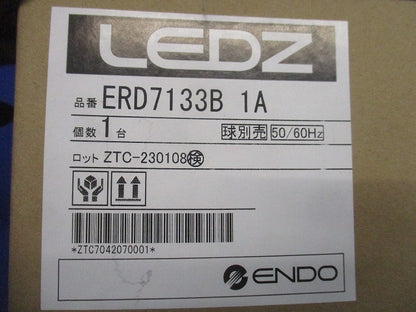 LEDZ
品番 ERD7133B 1A
個数 1 台 球別売 50/60Hz
ロット ZTC-230108 検
*ZTC7042070001*
ENDO